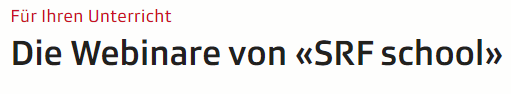 Für Ihren Unterricht
Die Webinare von «SRF school»